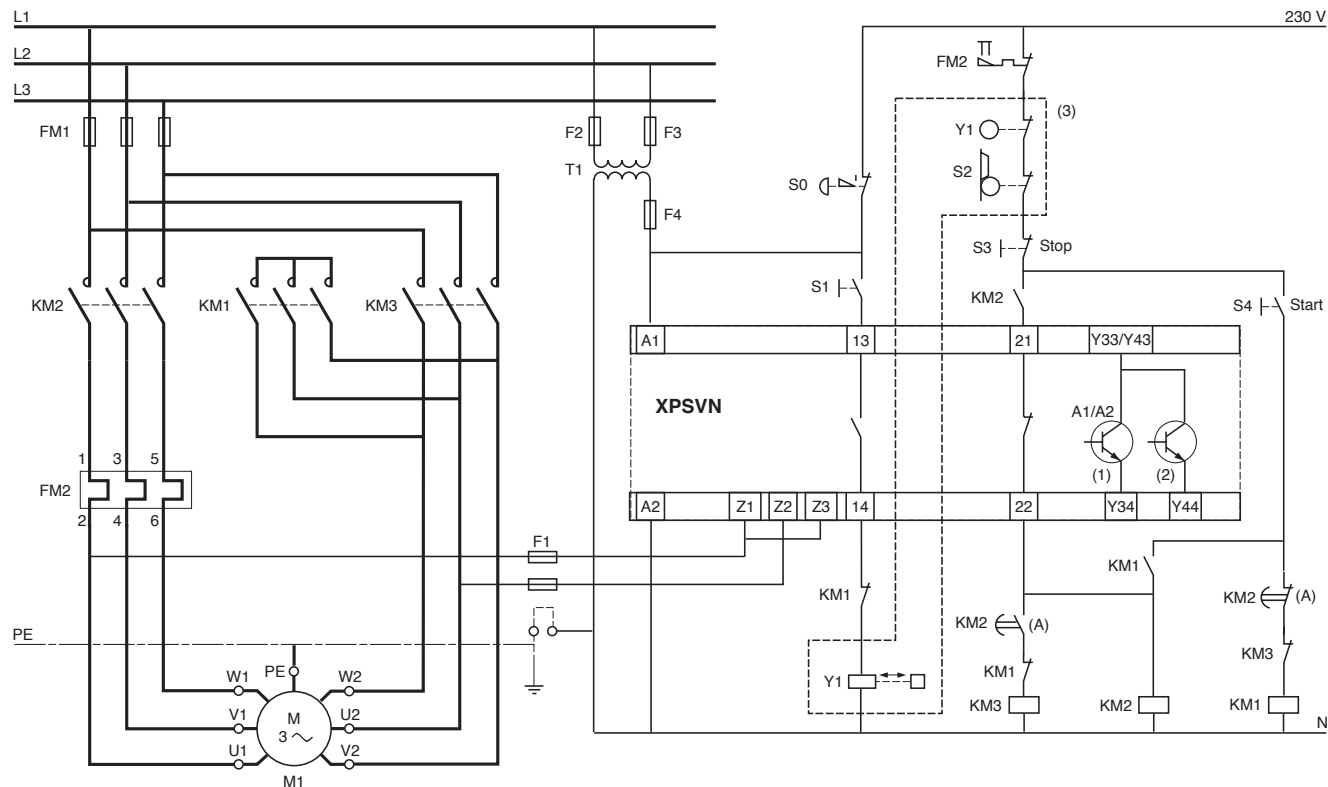 L1
230 V
L2
FM2
L3
(3)
FM1
F2
F3
Y1
T1
S2
S0
F4
S3
Stop
S1
KM2
KM1
KM3
KM2
S4
Start
A1
13
21
Y33/Y43
XPSVN
A1/A2
1
3
5
(1)
(2)
FM2
A2
Z1
Z2
Z3
14
22
Y34
Y44
2
4
6
F1
KM1
KM1
KM2
(A)
KM2
(A)
PE
KM1
KM3
PE
W1
W2
Y1
KM3
KM2
KM1
V1
M
3
U2
N
U1
V2
M1